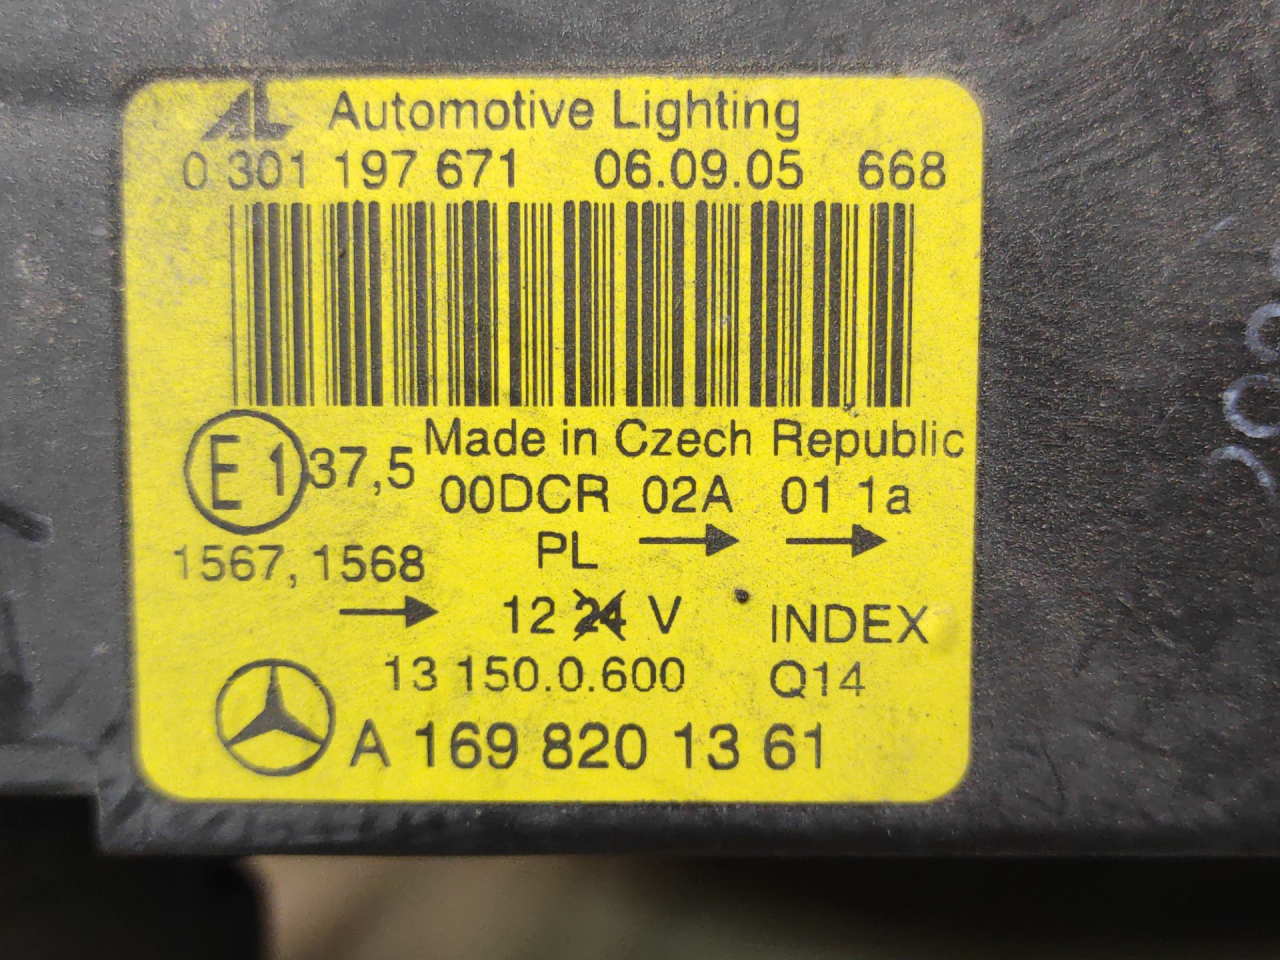 AL Automotive Lighting
0 301 197 671 06.09.05 668
Made in Czech Republic
E1 37,5
00DCR 02A 01 1a
PL → →
1567, 1568
→ 12 24 V INDEX
13 150.0.600 Q14
A 169 820 13 61